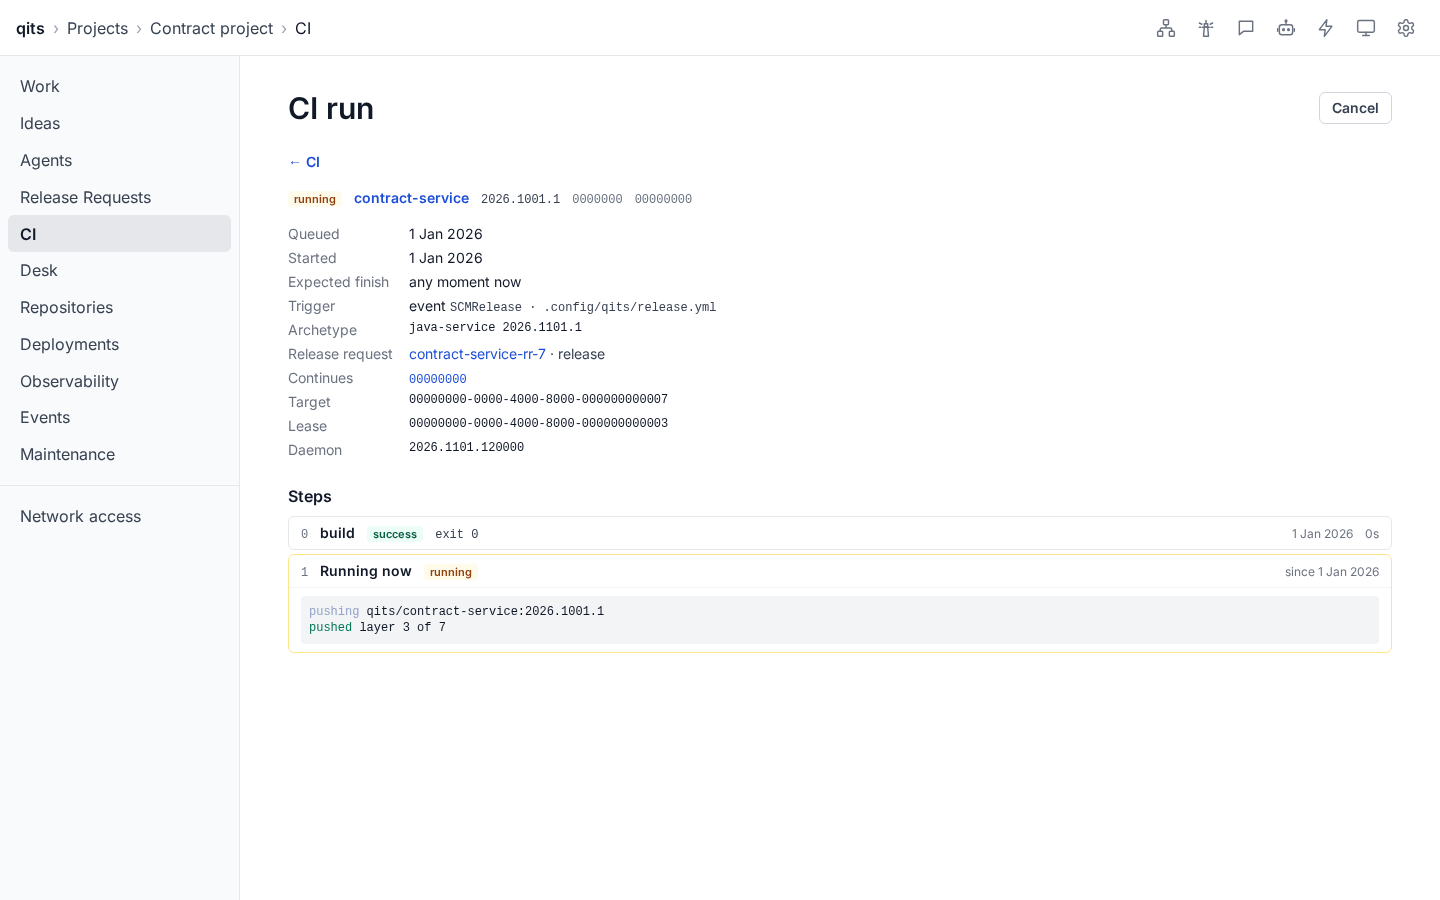 qits › Projects › Contract project › CI
Work
Ideas
Agents
Release Requests
CI
Desk
Repositories
Deployments
Observability
Events
Maintenance
Network access
CI run
Cancel
← CI
running contract-service 2026.1001.1 0000000 00000000
Queued 1 Jan 2026
Started 1 Jan 2026
Expected finish any moment now
Trigger event SCMRelease · .config/qits/release.yml
Archetype java-service 2026.1101.1
Release request contract-service-rr-7 · release
Continues 00000000
Target 00000000-0000-4000-8000-000000000007
Lease 00000000-0000-4000-8000-000000000003
Daemon 2026.1101.120000
Steps
0 build success exit 0 1 Jan 2026 0s
1 Running now running since 1 Jan 2026
pushing qits/contract-service:2026.1001.1
pushed layer 3 of 7